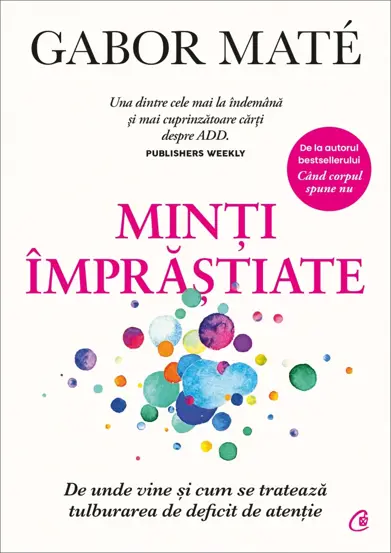 GABOR MATÉ
Una dintre cele mai la îndemână
și mai cuprinzătoare cărți
despre ADD.
PUBLISHERS WEEKLY
De la autorul
bestsellerului
Când corpul
spune nu
MINȚI
ÎMPRĂȘTIATE
De unde vine și cum se tratează
tulburarea de deficit de atenție